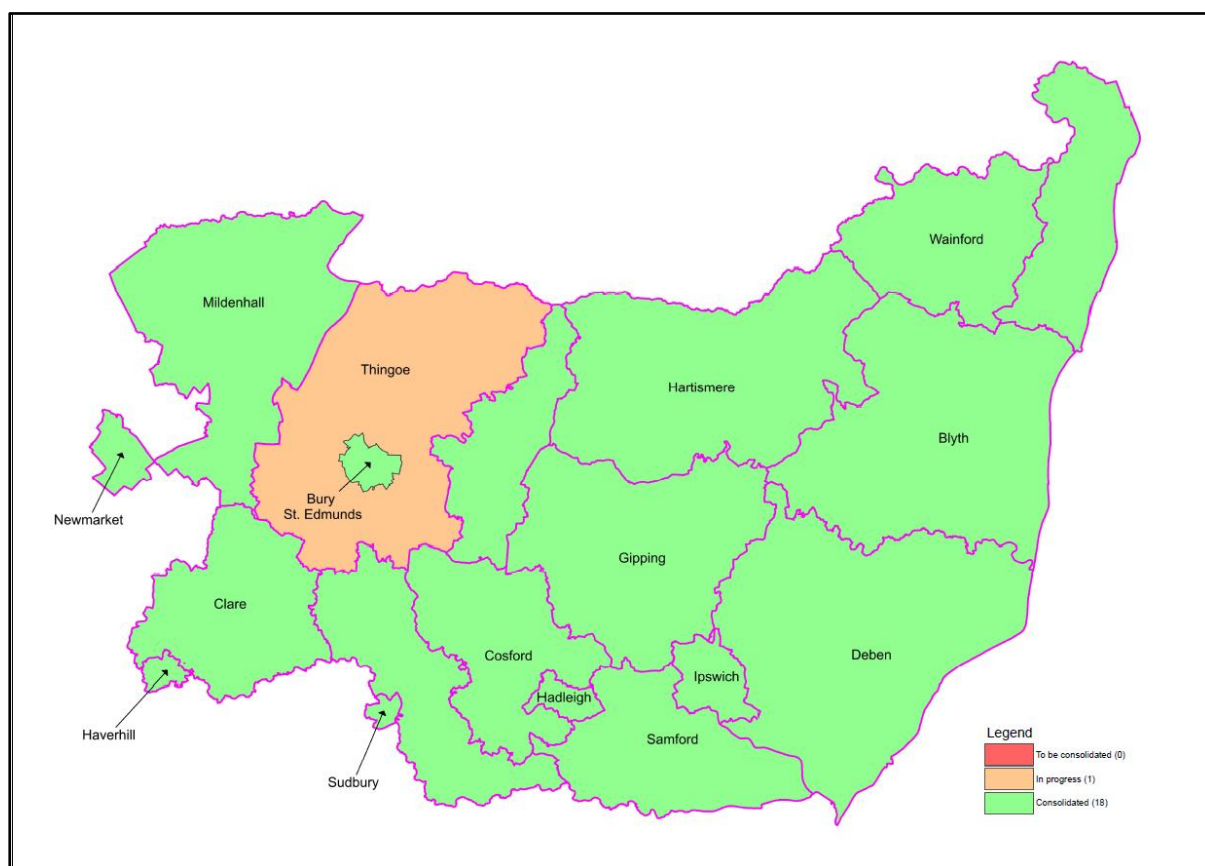 Wainford
Mildenhall
Thingoe
Hartismere
Blyth
Bury
St. Edmunds
Newmarket
Gipping
Clare
Cosford
Deben
Ipswich
Hadleigh
Haverhill
Samford
Sudbury
Legend
To be consolidated (0)
In progress (1)
Consolidated (18)